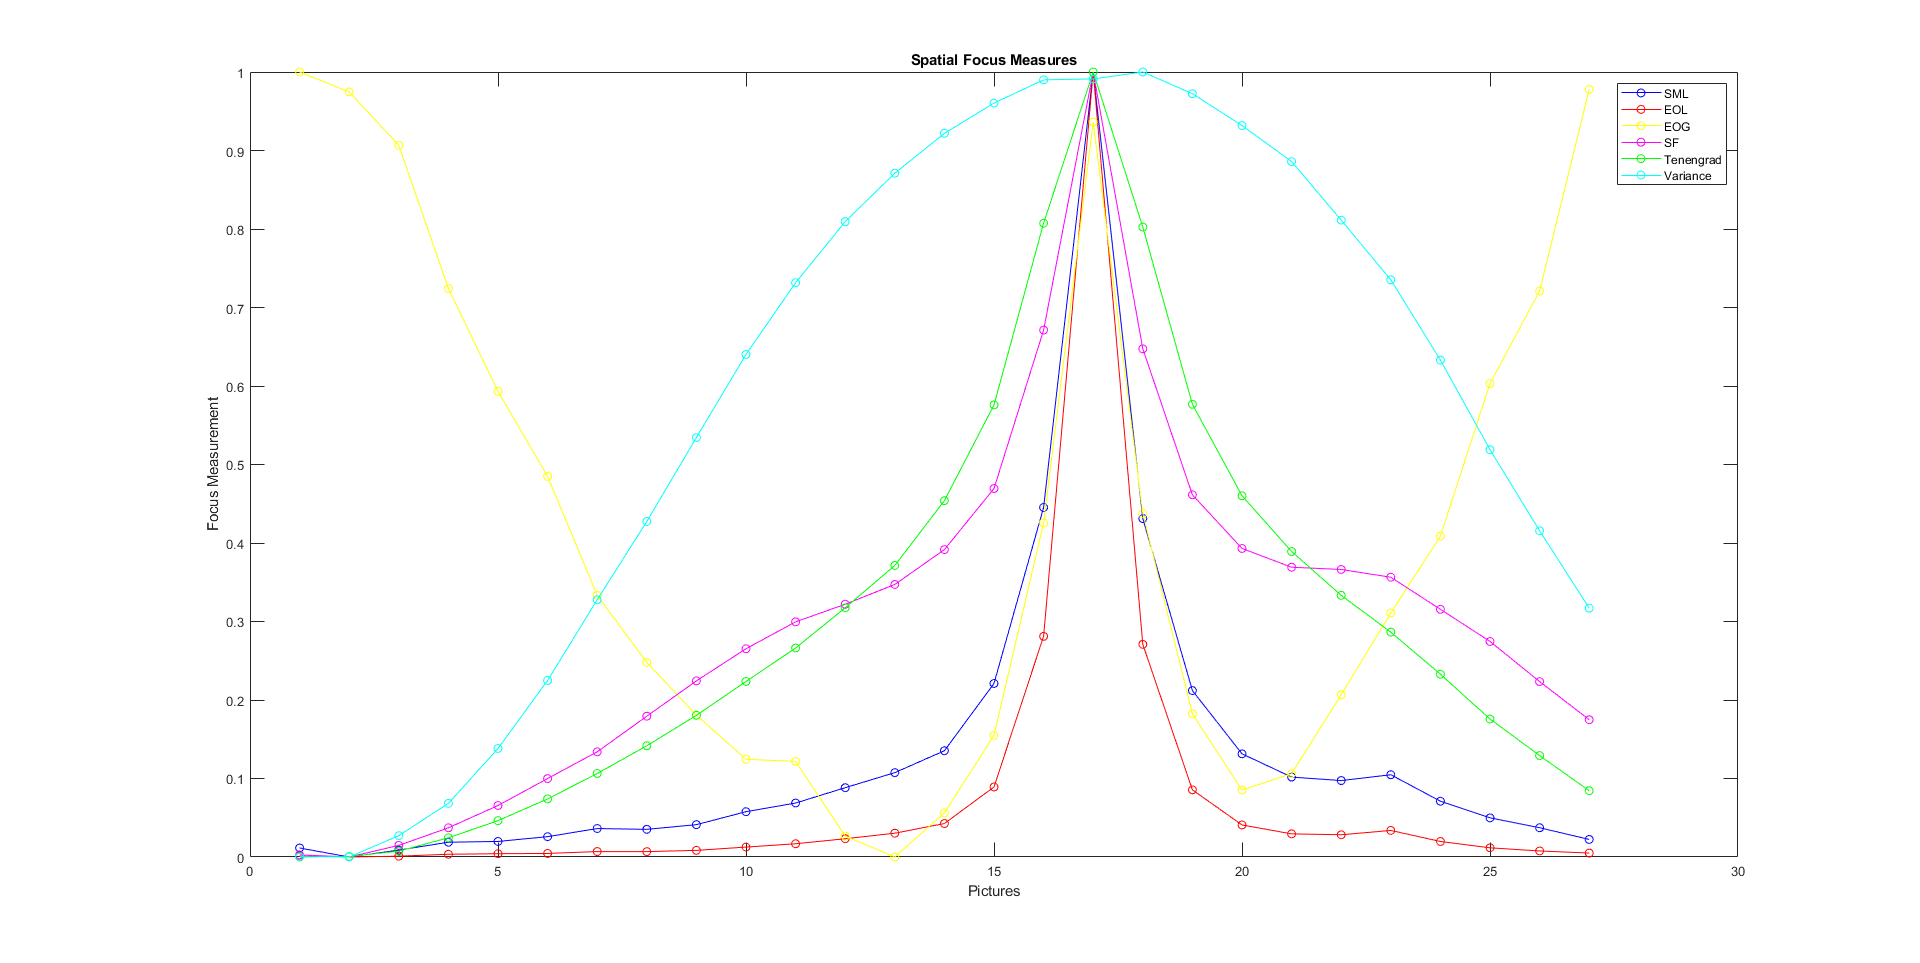 Spatial Focus Measures
1
0.9
0.8
0.7
0.6
0.5
0.4
0.3
0.2
0.1
0
Focus Measurement
SML
EOL
EOG
SF
Tenengrad
Variance
0 5 10 15 20 25 30
Pictures